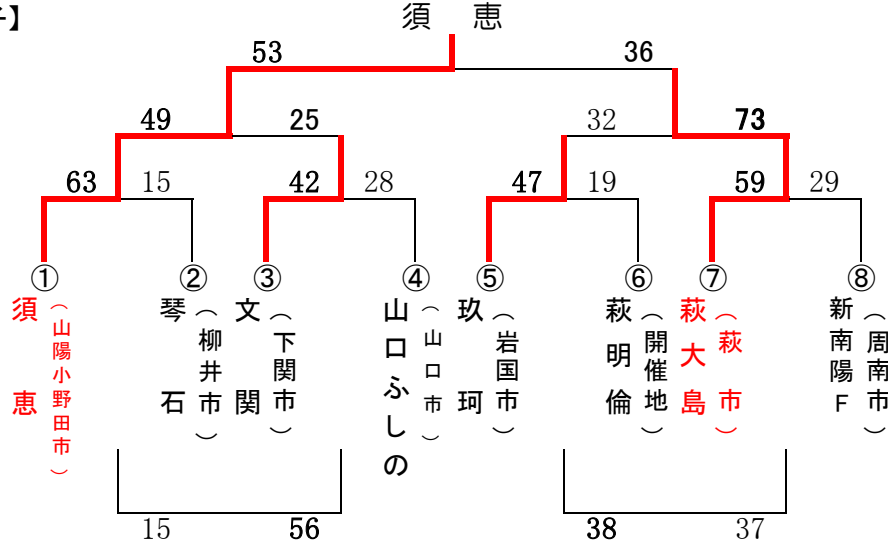 子】
須 恵
53 36
49 25 32 73
63 15 42 28 47 19 59 29
① ② ③ ④ ⑤ ⑥ ⑦ ⑧
須恵
（山陽小野田市）
琴石
（柳井市）
文関
（下関市）
山口ふしの
（山口市）
玖珂
（岩国市）
萩明倫
（開催地）
萩大島
（萩市）
新南陽F
（周南市）
15 56 38 37